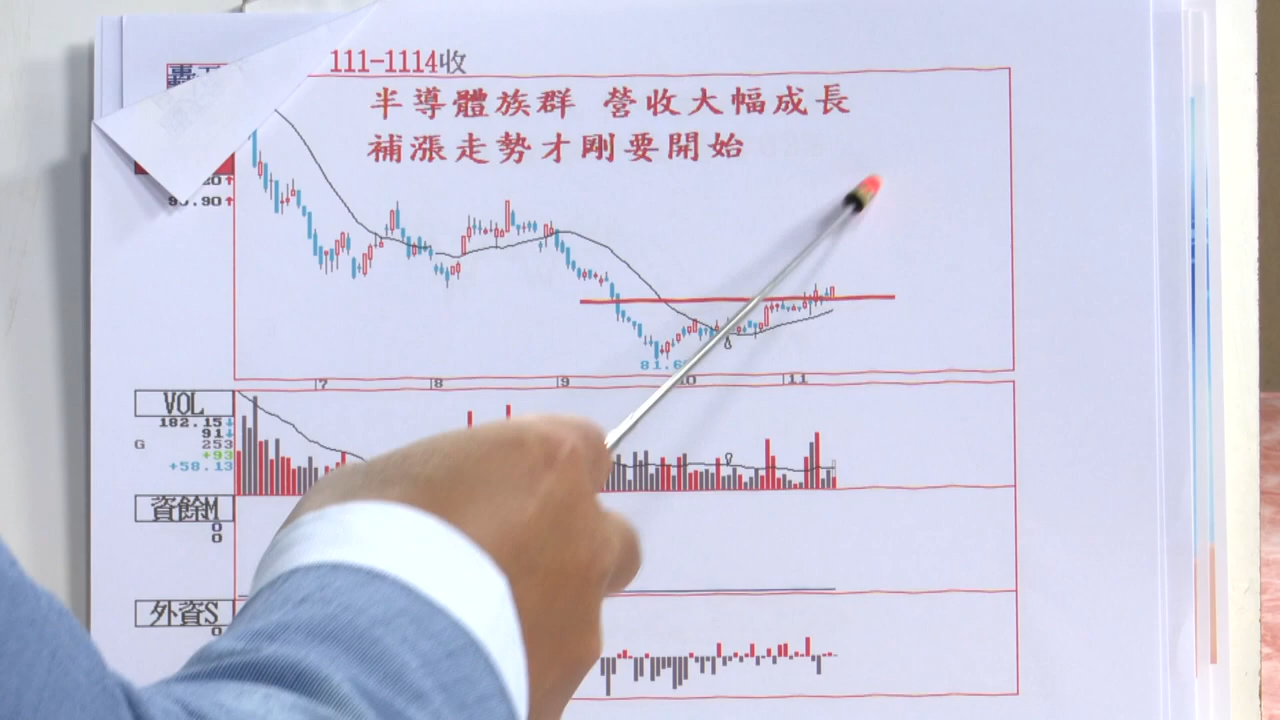 111-1114收
半導體族群 營收大幅成長
補漲走勢才剛要開始
90.90↑
81.6
7 8 9 10 11
VOL
182.15↓
91↓
G 253
+93
+58.13
資餘M
0
0
外資S
0